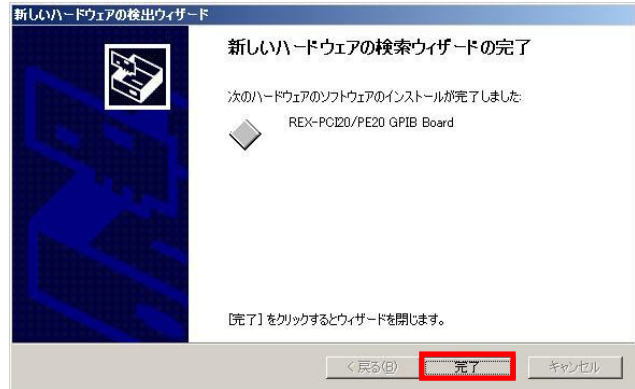 新しいハードウェアの検出ウィザード
新しいハードウェアの検索ウィザードの完了
次のハードウェアのソフトウェアのインストールが完了しました:
REX-PCI20/PE20 GPIB Board
[完了] をクリックするとウィザードを閉じます。
< 戻る(B)
完了
キャンセル